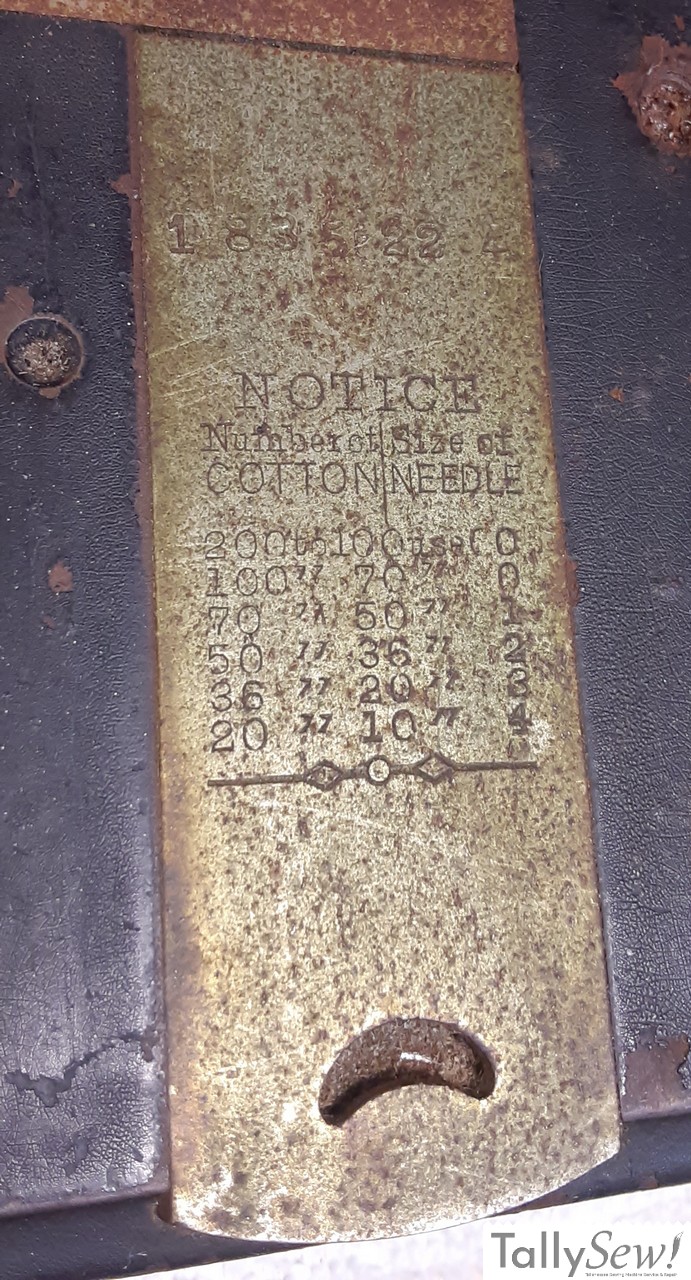 NOTICE
Number of Size of
COTTON NEEDLE
200 to 100 use 0
100 " 70 " 0
70 " 50 " 1
50 " 36 " 2
36 " 20 " 3
20 " 10 " 4
TallySew!